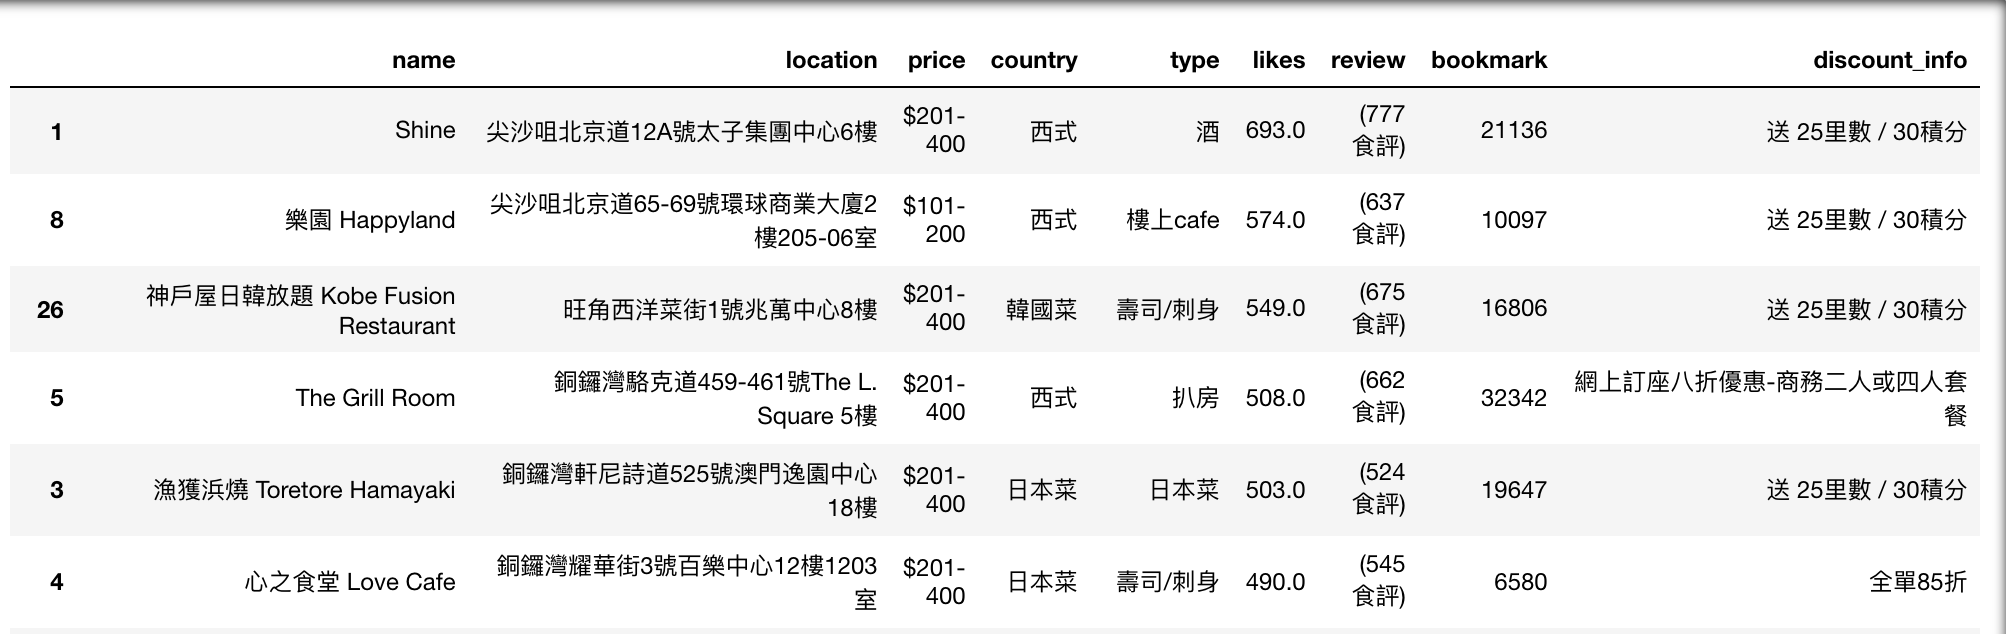 name location price country type likes review bookmark discount_info
1 Shine 尖沙咀北京道12A號太子集團中心6樓 $201-400 西式 酒 693.0 (777 食評) 21136 送 25里數 / 30積分
8 樂園 Happyland 尖沙咀北京道65-69號環球商業大廈2樓205-06室 $101-200 西式 樓上cafe 574.0 (637 食評) 10097 送 25里數 / 30積分
26 神戶屋日韓放題 Kobe Fusion Restaurant 旺角西洋菜街1號兆萬中心8樓 $201-400 韓國菜 壽司/刺身 549.0 (675 食評) 16806 送 25里數 / 30積分
5 The Grill Room 銅鑼灣駱克道459-461號The L. Square 5樓 $201-400 西式 扒房 508.0 (662 食評) 32342 網上訂座八折優惠-商務二人或四人套餐
3 漁獲浜燒 Toretore Hamayaki 銅鑼灣軒尼詩道525號澳門逸園中心18樓 $201-400 日本菜 日本菜 503.0 (524 食評) 19647 送 25里數 / 30積分
4 心之食堂 Love Cafe 銅鑼灣耀華街3號百樂中心12樓1203室 $201-400 日本菜 壽司/刺身 490.0 (545 食評) 6580 全單85折